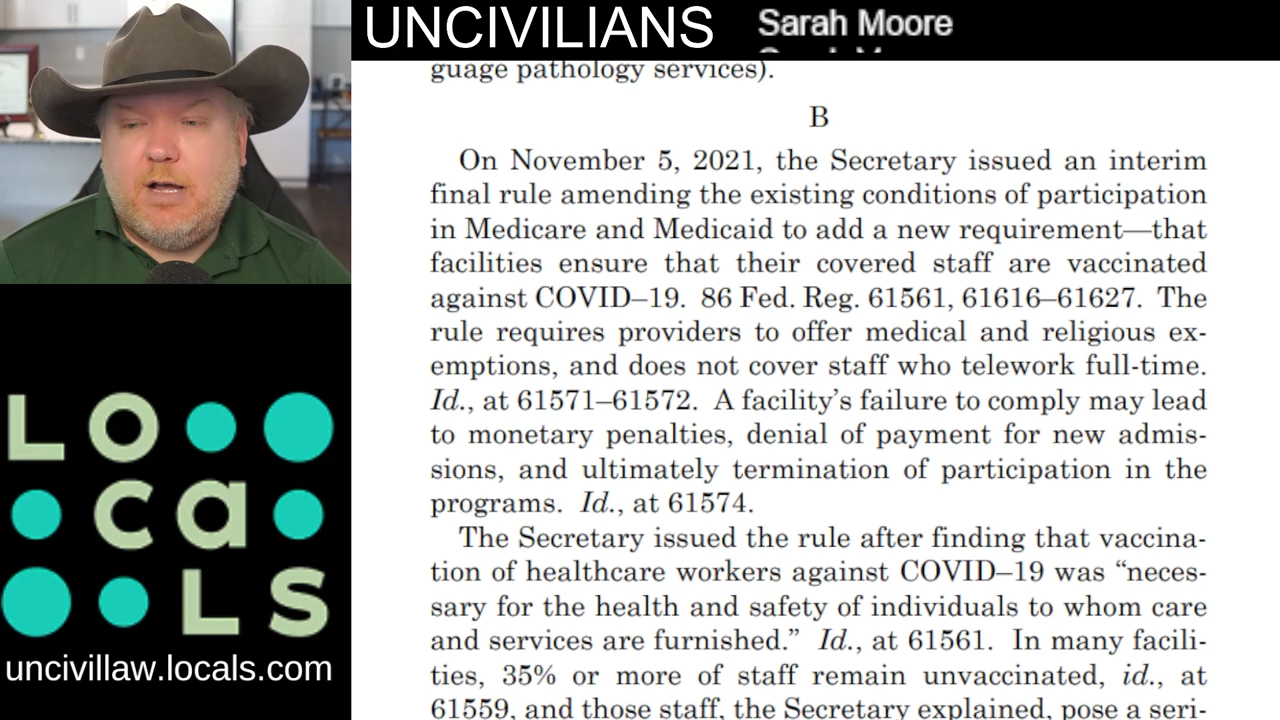 UNCIVILIANS
Sarah Moore
guage pathology services).
B
On November 5, 2021, the Secretary issued an interim
final rule amending the existing conditions of participation
in Medicare and Medicaid to add a new requirement—that
facilities ensure that their covered staff are vaccinated
against COVID–19. 86 Fed. Reg. 61561, 61616–61627. The
rule requires providers to offer medical and religious ex-
emptions, and does not cover staff who telework full-time.
Id., at 61571–61572. A facility’s failure to comply may lead
to monetary penalties, denial of payment for new admis-
sions, and ultimately termination of participation in the
programs. Id., at 61574.
The Secretary issued the rule after finding that vaccina-
tion of healthcare workers against COVID–19 was “neces-
sary for the health and safety of individuals to whom care
and services are furnished.” Id., at 61561. In many facili-
ties, 35% or more of staff remain unvaccinated, id., at
61559, and those staff, the Secretary explained, pose a seri-
LO
ca
LS
uncivillaw.locals.com